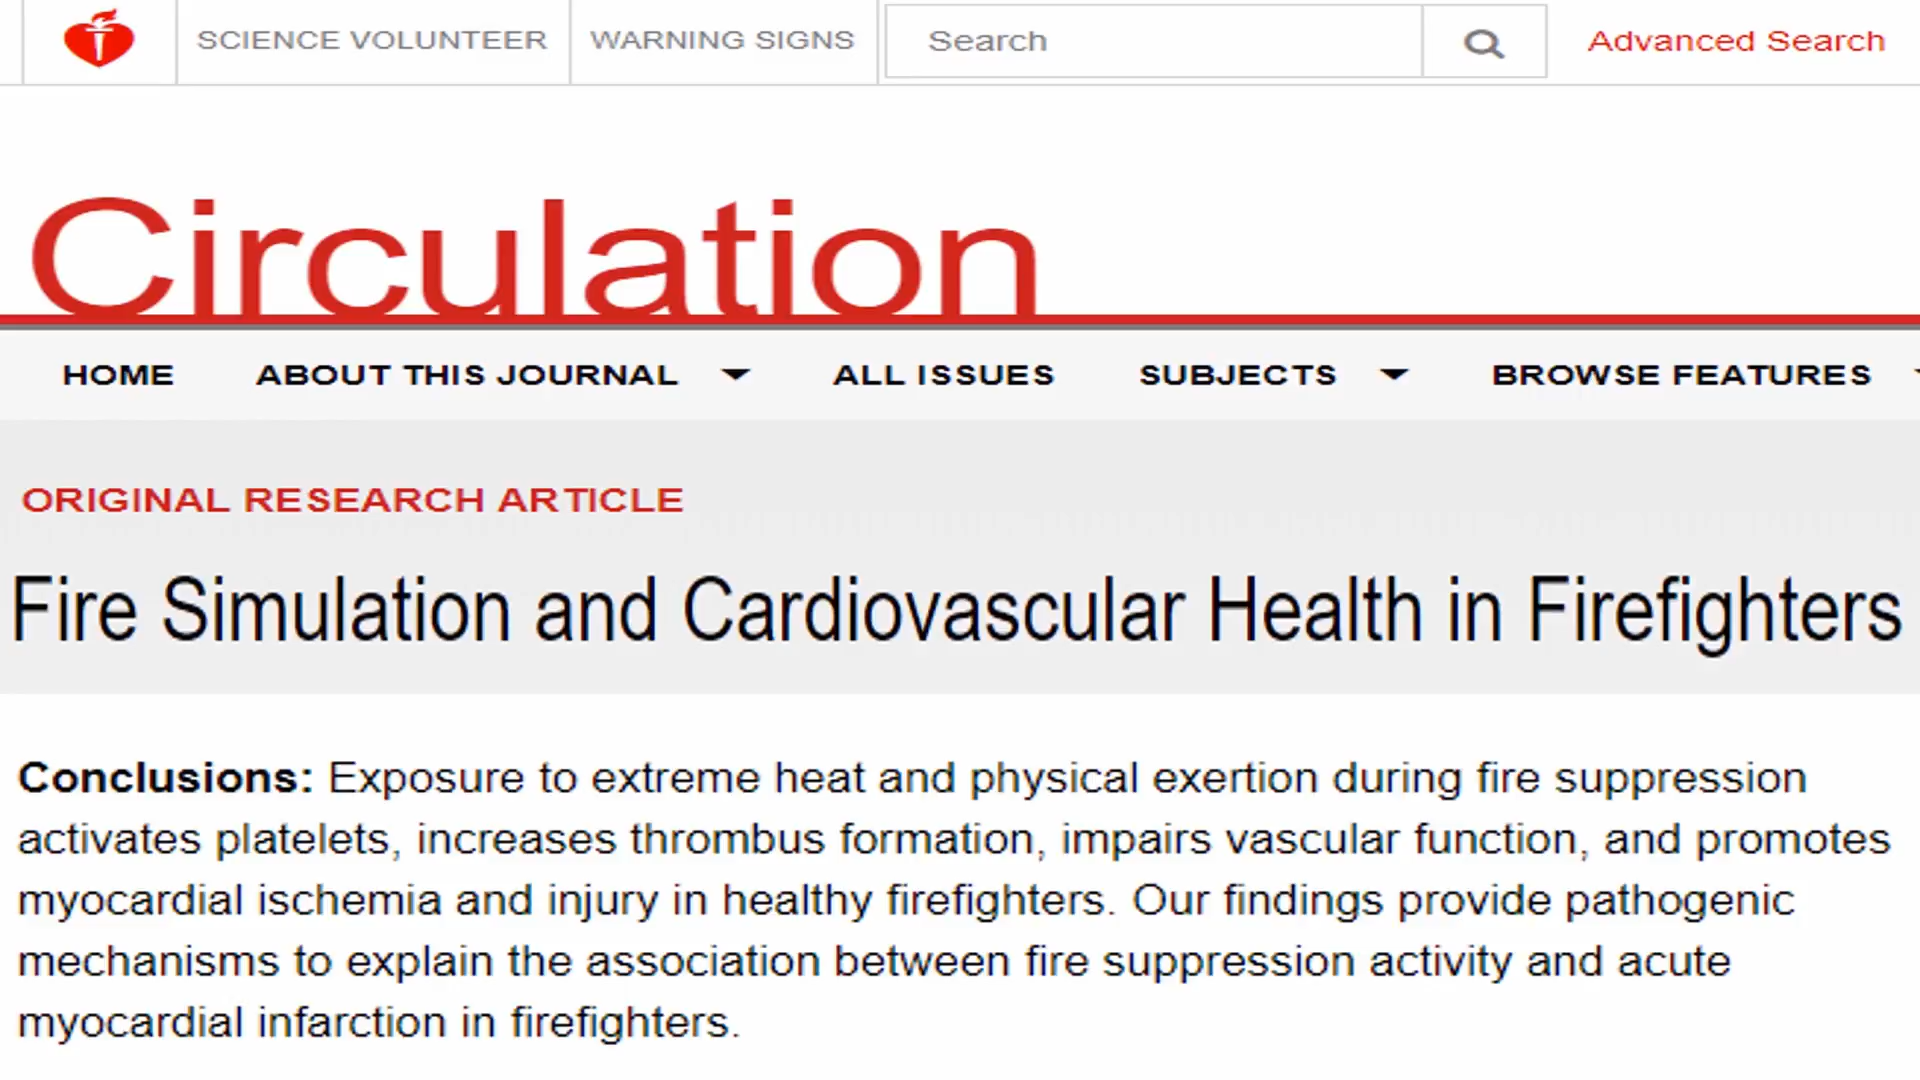 SCIENCE VOLUNTEER WARNING SIGNS Search Advanced Search
Circulation
HOME ABOUT THIS JOURNAL ALL ISSUES SUBJECTS BROWSE FEATURES
ORIGINAL RESEARCH ARTICLE
Fire Simulation and Cardiovascular Health in Firefighters
Conclusions: Exposure to extreme heat and physical exertion during fire suppression
activates platelets, increases thrombus formation, impairs vascular function, and promotes
myocardial ischemia and injury in healthy firefighters. Our findings provide pathogenic
mechanisms to explain the association between fire suppression activity and acute
myocardial infarction in firefighters.